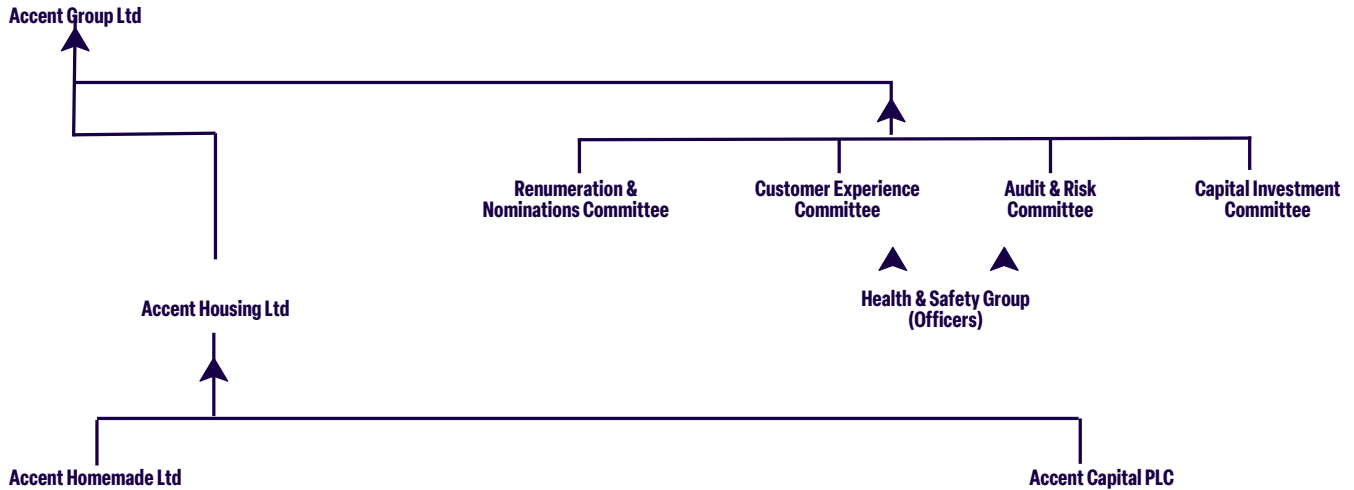 Accent Group Ltd
Renumeration &
Nominations Committee
Customer Experience
Committee
Audit & Risk
Committee
Capital Investment
Committee
Health & Safety Group
(Officers)
Accent Housing Ltd
Accent Homemade Ltd
Accent Capital PLC